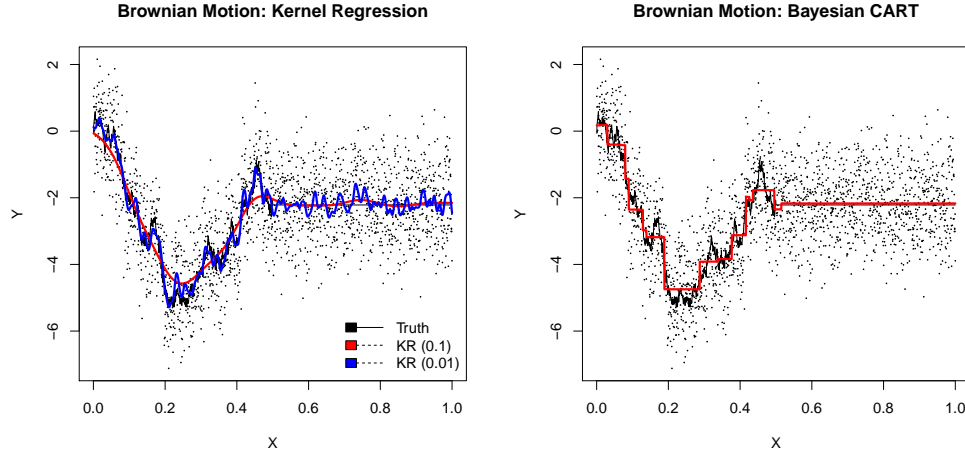 Brownian Motion: Kernel Regression
Y
2
0
−2
−4
−6
Truth
KR (0.1)
KR (0.01)
0.0 0.2 0.4 0.6 0.8 1.0
X
Brownian Motion: Bayesian CART
Y
2
0
−2
−4
−6
0.0 0.2 0.4 0.6 0.8 1.0
X